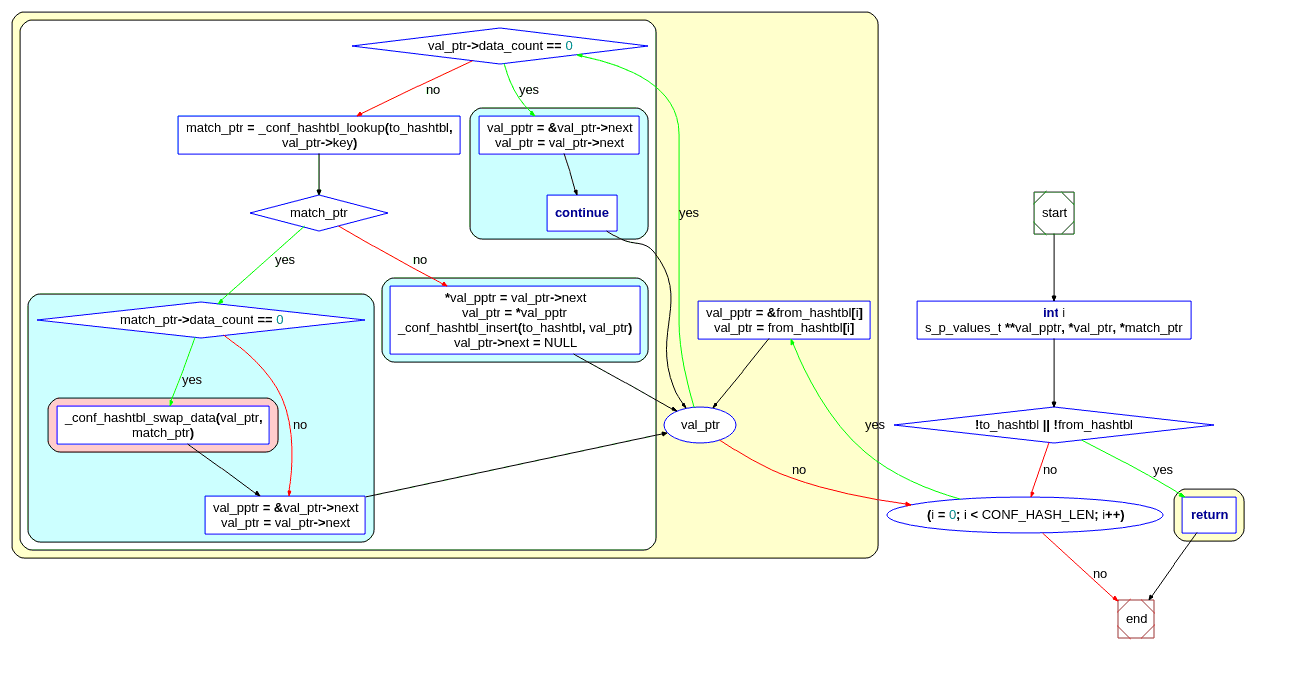 val_ptr->data_count == 0
no
yes
match_ptr = _conf_hashtbl_lookup(to_hashtbl,
val_ptr->key)
val_pptr = &val_ptr->next
val_ptr = val_ptr->next
continue
match_ptr
yes
no
yes
match_ptr->data_count == 0
*val_pptr = val_ptr->next
val_ptr = *val_pptr
_conf_hashtbl_insert(to_hashtbl, val_ptr)
val_ptr->next = NULL
yes
no
_conf_hashtbl_swap_data(val_ptr,
match_ptr)
val_pptr = &val_ptr->next
val_ptr = val_ptr->next
val_pptr = &from_hashtbl[i]
val_ptr = from_hashtbl[i]
val_ptr
no
yes
start
int i
s_p_values_t **val_pptr, *val_ptr, *match_ptr
!to_hashtbl || !from_hashtbl
no
yes
(i = 0; i < CONF_HASH_LEN; i++)
return
no
end